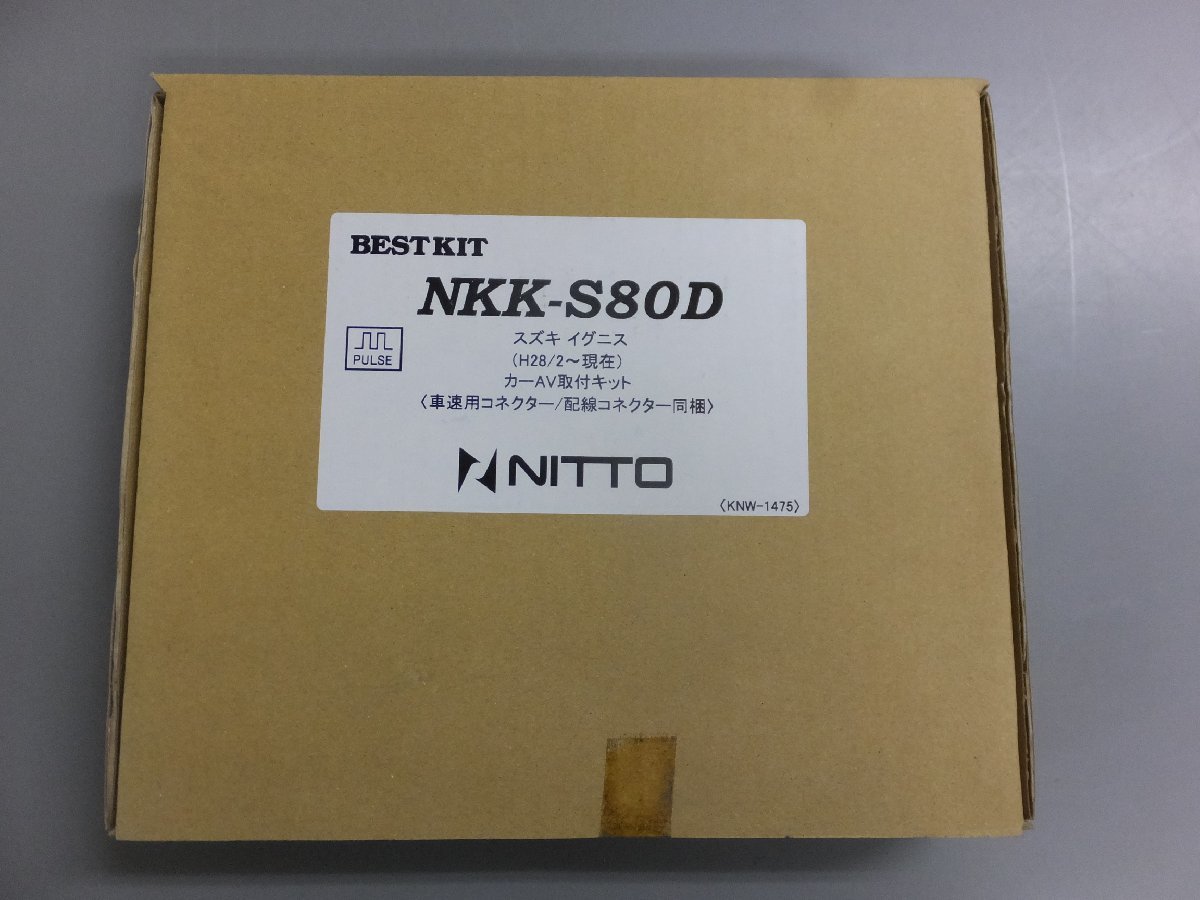 BESTKIT
NKK-S80D
スズキ イグニス
PULSE
(H28/2～現在)
カーAV取付キット
〈車速用コネクター/配線コネクター同梱〉
NITTO
〈KNW-1475〉